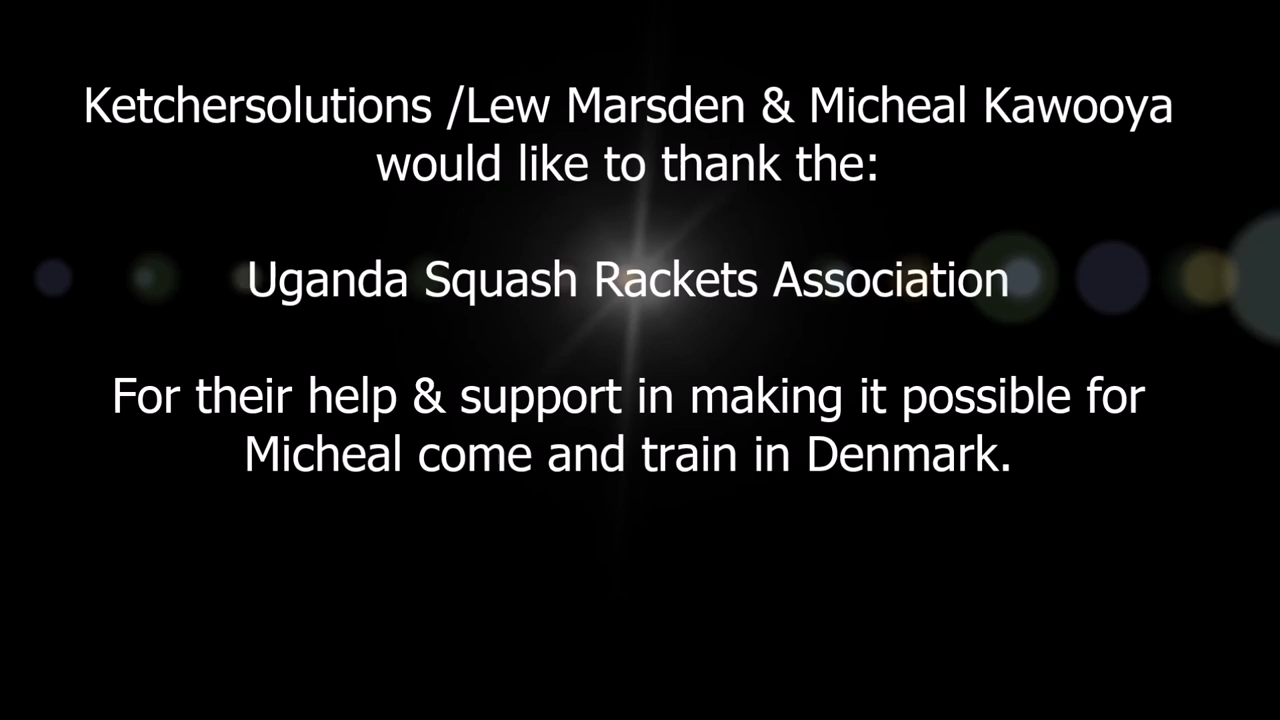 Ketchersolutions /Lew Marsden & Micheal Kawooya
would like to thank the:
Uganda Squash Rackets Association
For their help & support in making it possible for
Micheal come and train in Denmark.